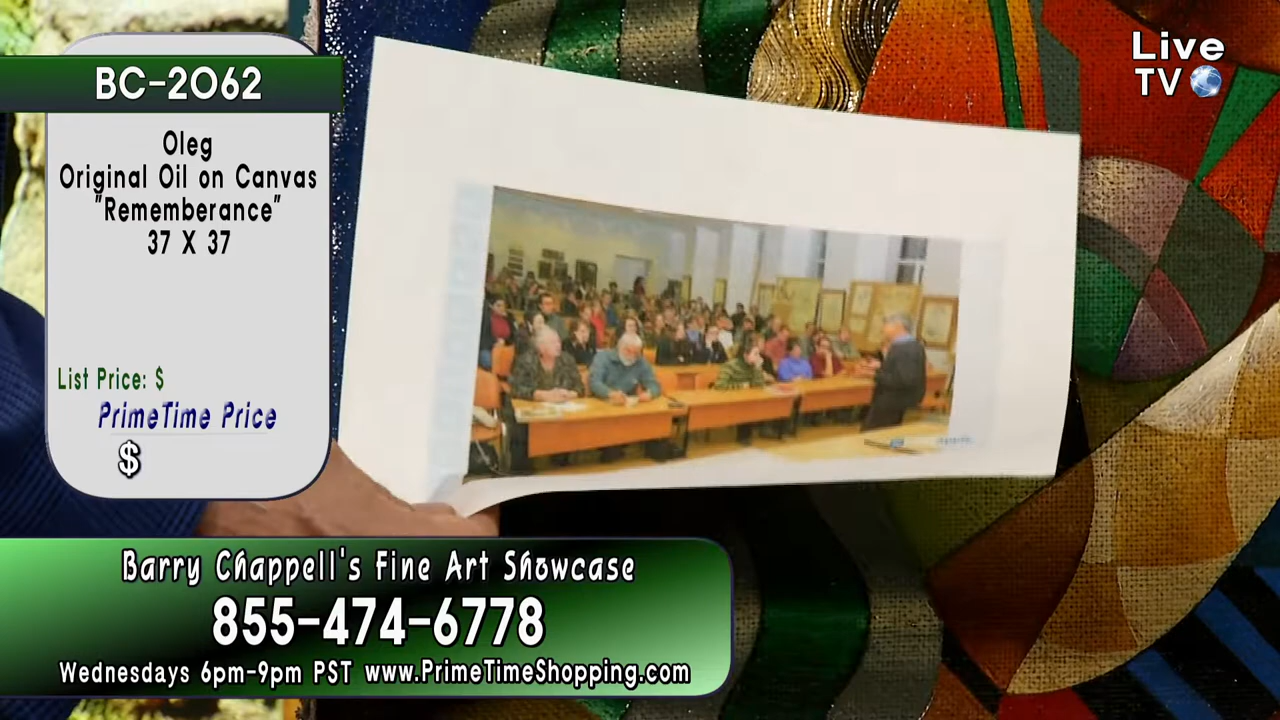 BC-2062
Oleg
Original Oil on Canvas
"Rememberance"
37 X 37
List Price: $
PrimeTime Price
$
Live
TV
Barry Chappell's Fine Art Showcase
855-474-6778
Wednesdays 6pm-9pm PST www.PrimeTimeShopping.com